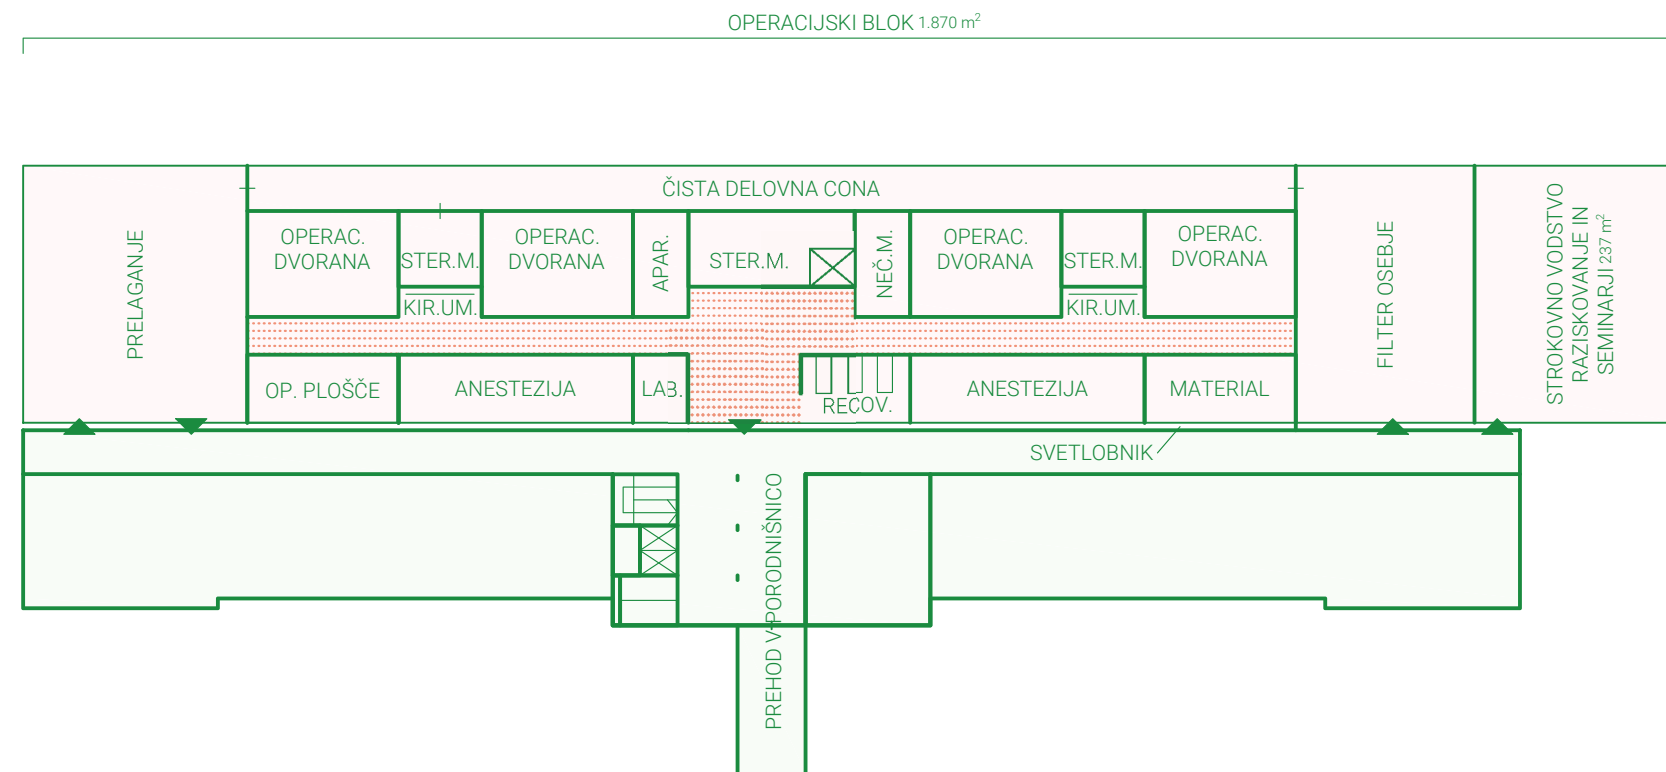 OPERACIJSKI BLOK 1.870 m²
ČISTA DELOVNA CONA
PRELAGANJE
OPERAC.
DVORANA
STER.M.
KIR.UM.
OPERAC.
DVORANA
APAR.
STER.M.
NEČ.M.
OPERAC.
DVORANA
STER.M.
KIR.UM.
OPERAC.
DVORANA
FILTER OSEBJE
STROKOVNO VODSTVO
RAZISKOVANJE IN
SEMINARJI 237 m²
OP. PLOŠČE
ANESTEZIJA
LAB.
RECOV.
ANESTEZIJA
MATERIAL
SVETLOBNIK
PREHOD V PORODNIŠNICO